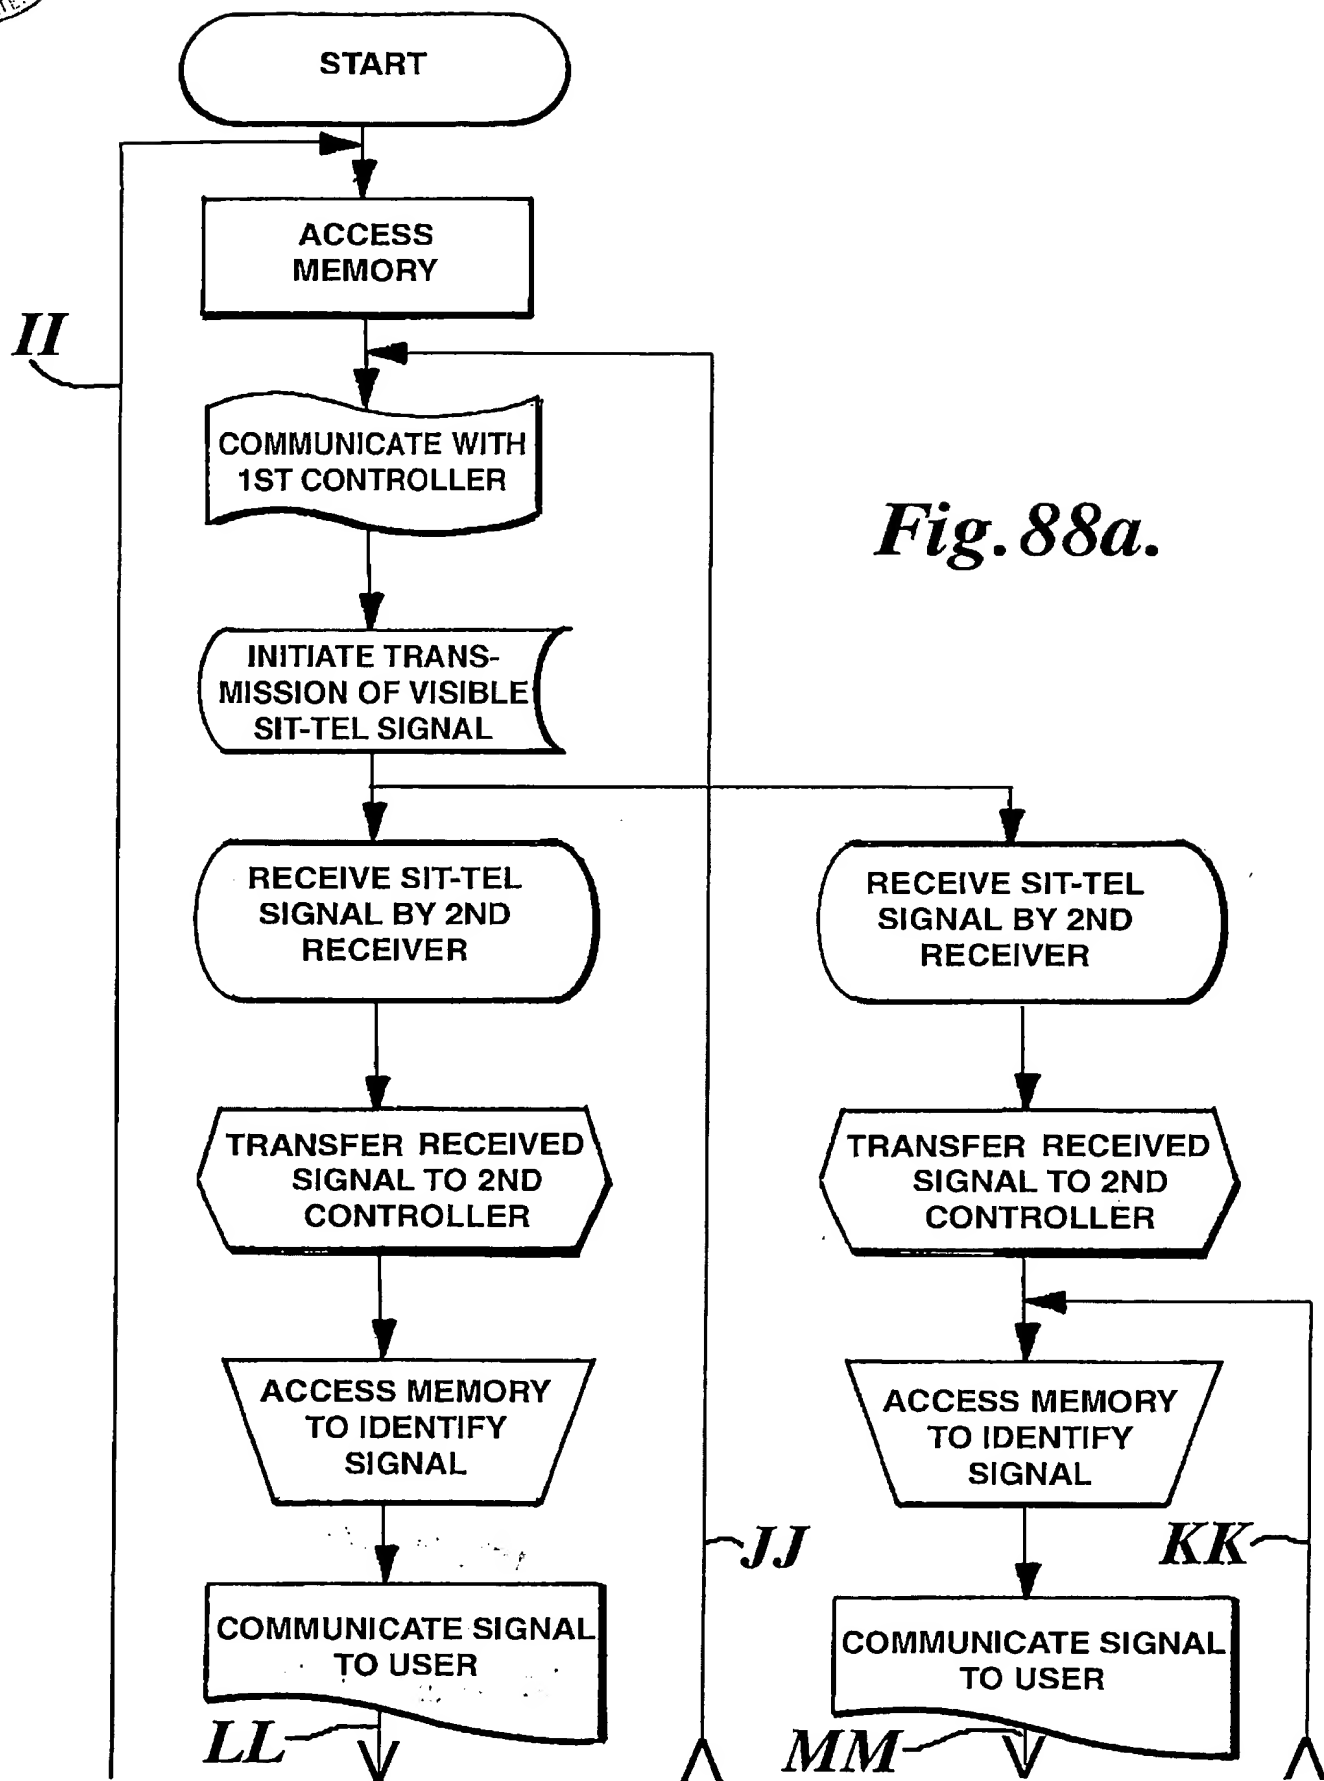 START
ACCESS
MEMORY
II
COMMUNICATE WITH
1ST CONTROLLER
Fig. 88a.
INITIATE TRANS-
MISSION OF VISIBLE
SIT-TEL SIGNAL
RECEIVE SIT-TEL
SIGNAL BY 2ND
RECEIVER
RECEIVE SIT-TEL
SIGNAL BY 2ND
RECEIVER
TRANSFER RECEIVED
SIGNAL TO 2ND
CONTROLLER
TRANSFER RECEIVED
SIGNAL TO 2ND
CONTROLLER
ACCESS MEMORY
TO IDENTIFY
SIGNAL
ACCESS MEMORY
TO IDENTIFY
SIGNAL
JJ
KK
COMMUNICATE SIGNAL
TO USER
COMMUNICATE SIGNAL
TO USER
LL
MM